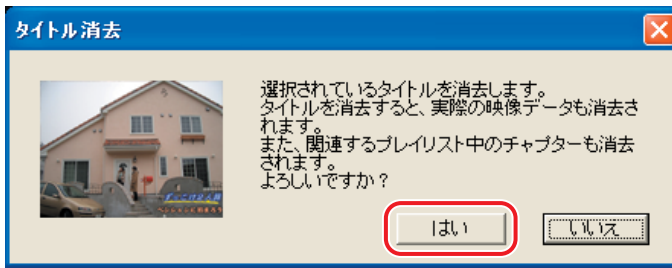 タイトル消去
選択されているタイトルを消去します。
タイトルを消去すると、実際の映像データも消去さ
れます。
また、関連するプレイリスト中のチャプターも消去
されます。
よろしいですか？
はい
いいえ